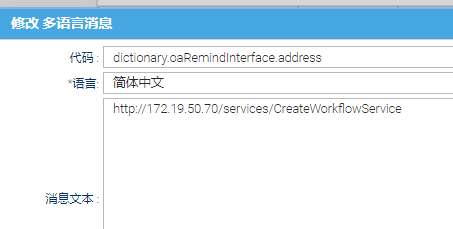 修改 多语言消息
代码 : dictionary.oaRemindInterface.address
*语言: 简体中文
http://172.19.50.70/services/CreateWorkflowService
消息文本 :